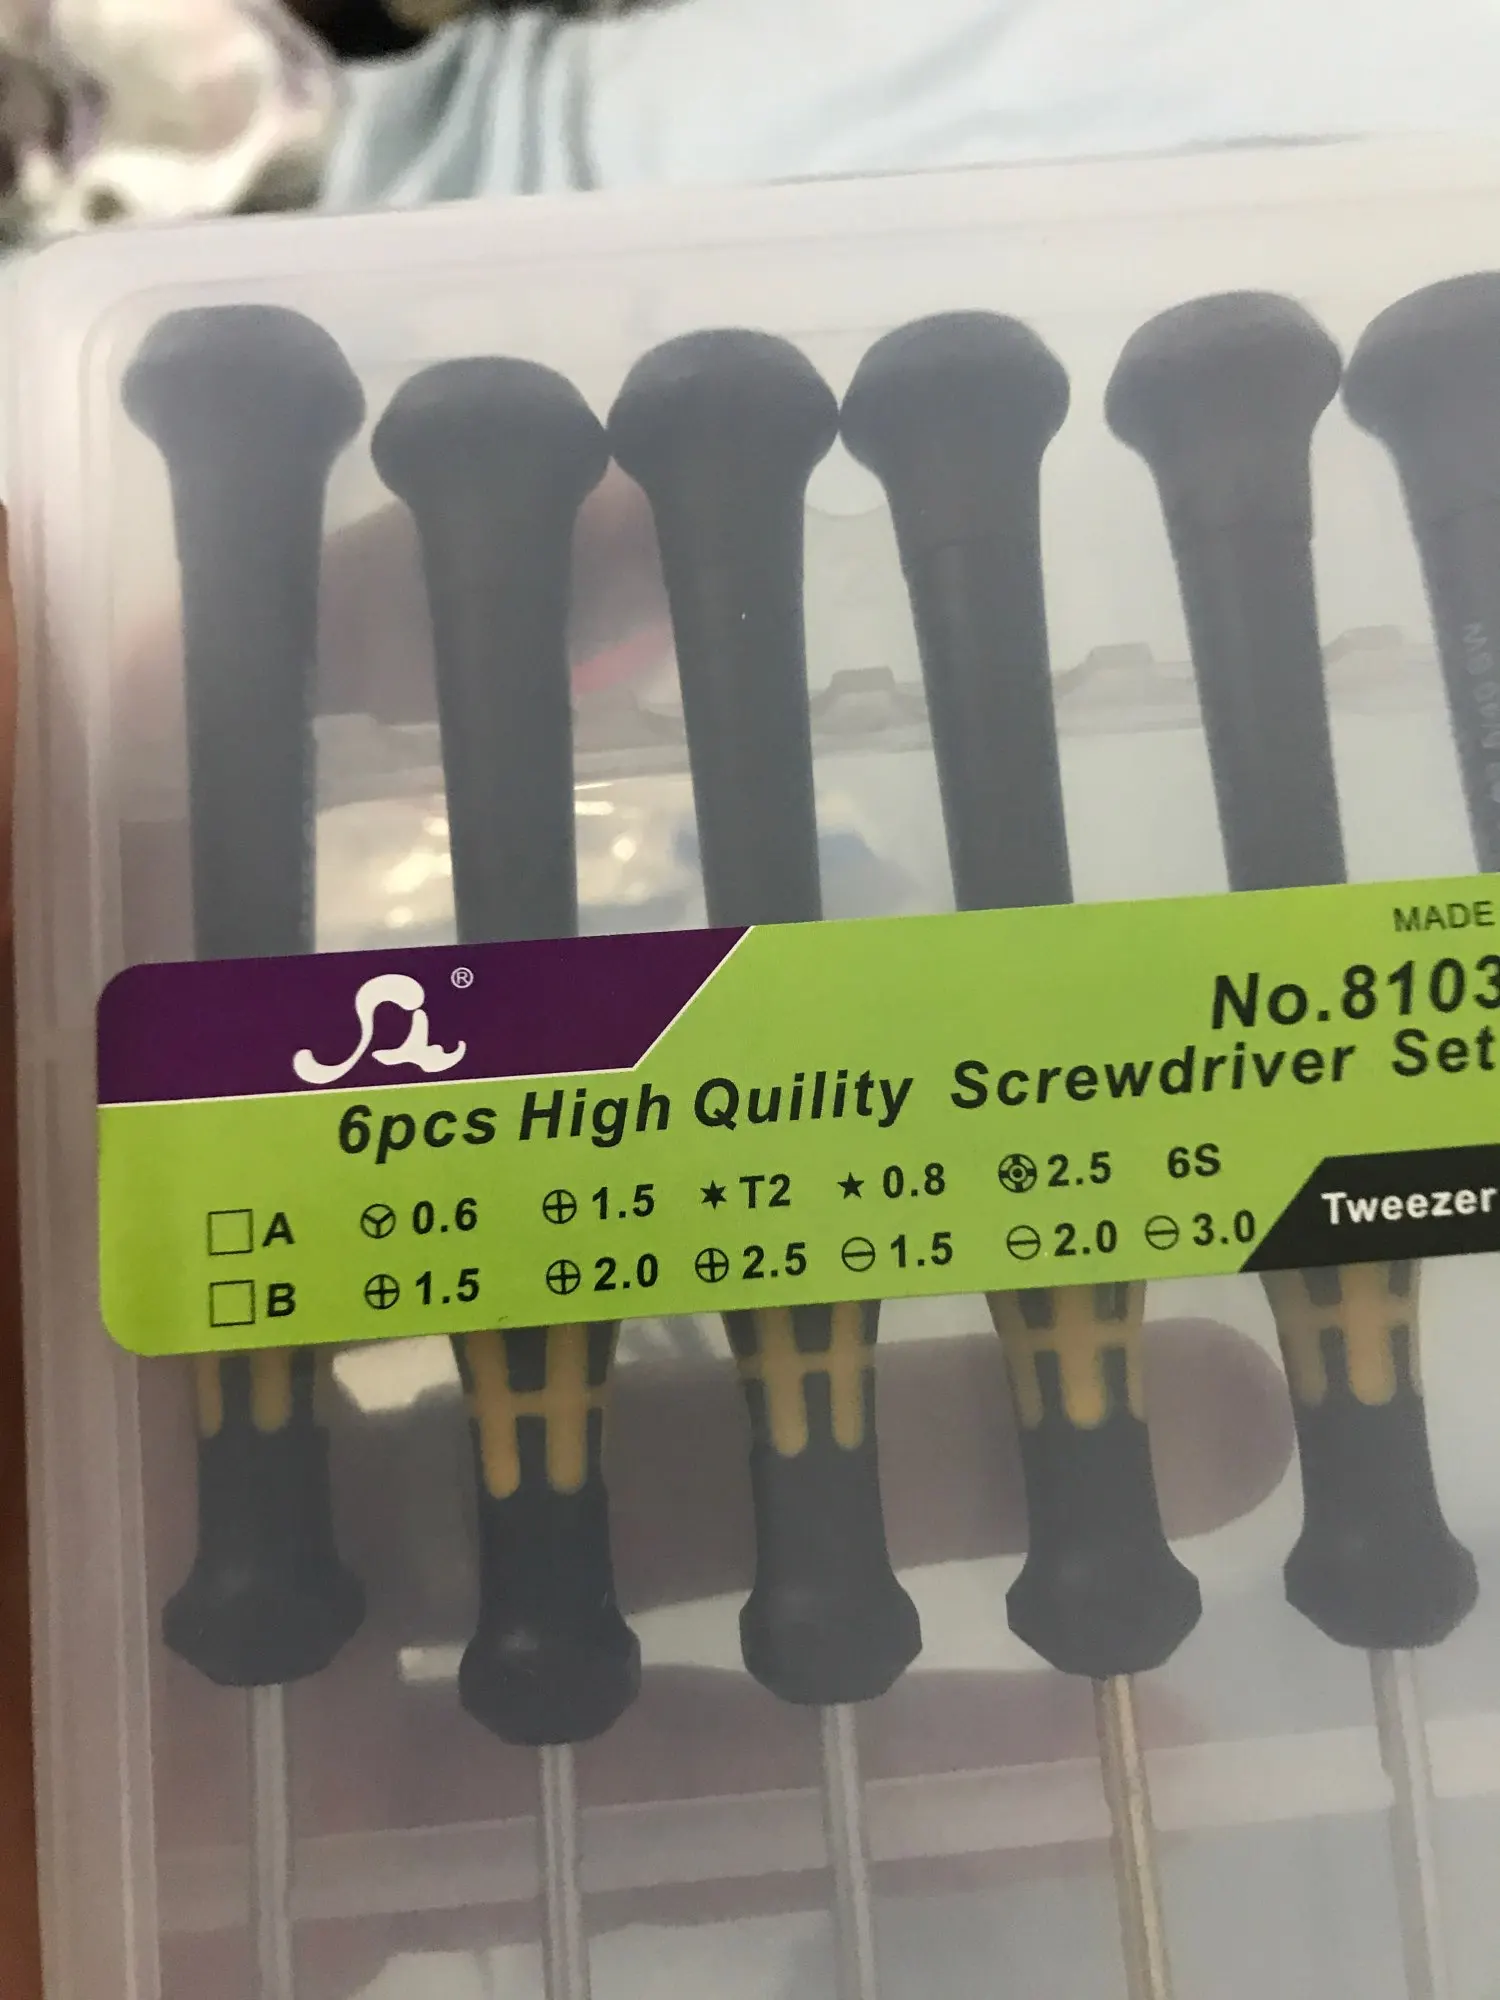 ®
MADE
No.8103
6pcs High Quility Screwdriver Set
A 0.6 1.5 T2 0.8 2.5 6S
B 1.5 2.0 2.5 1.5 2.0 3.0
Tweezer